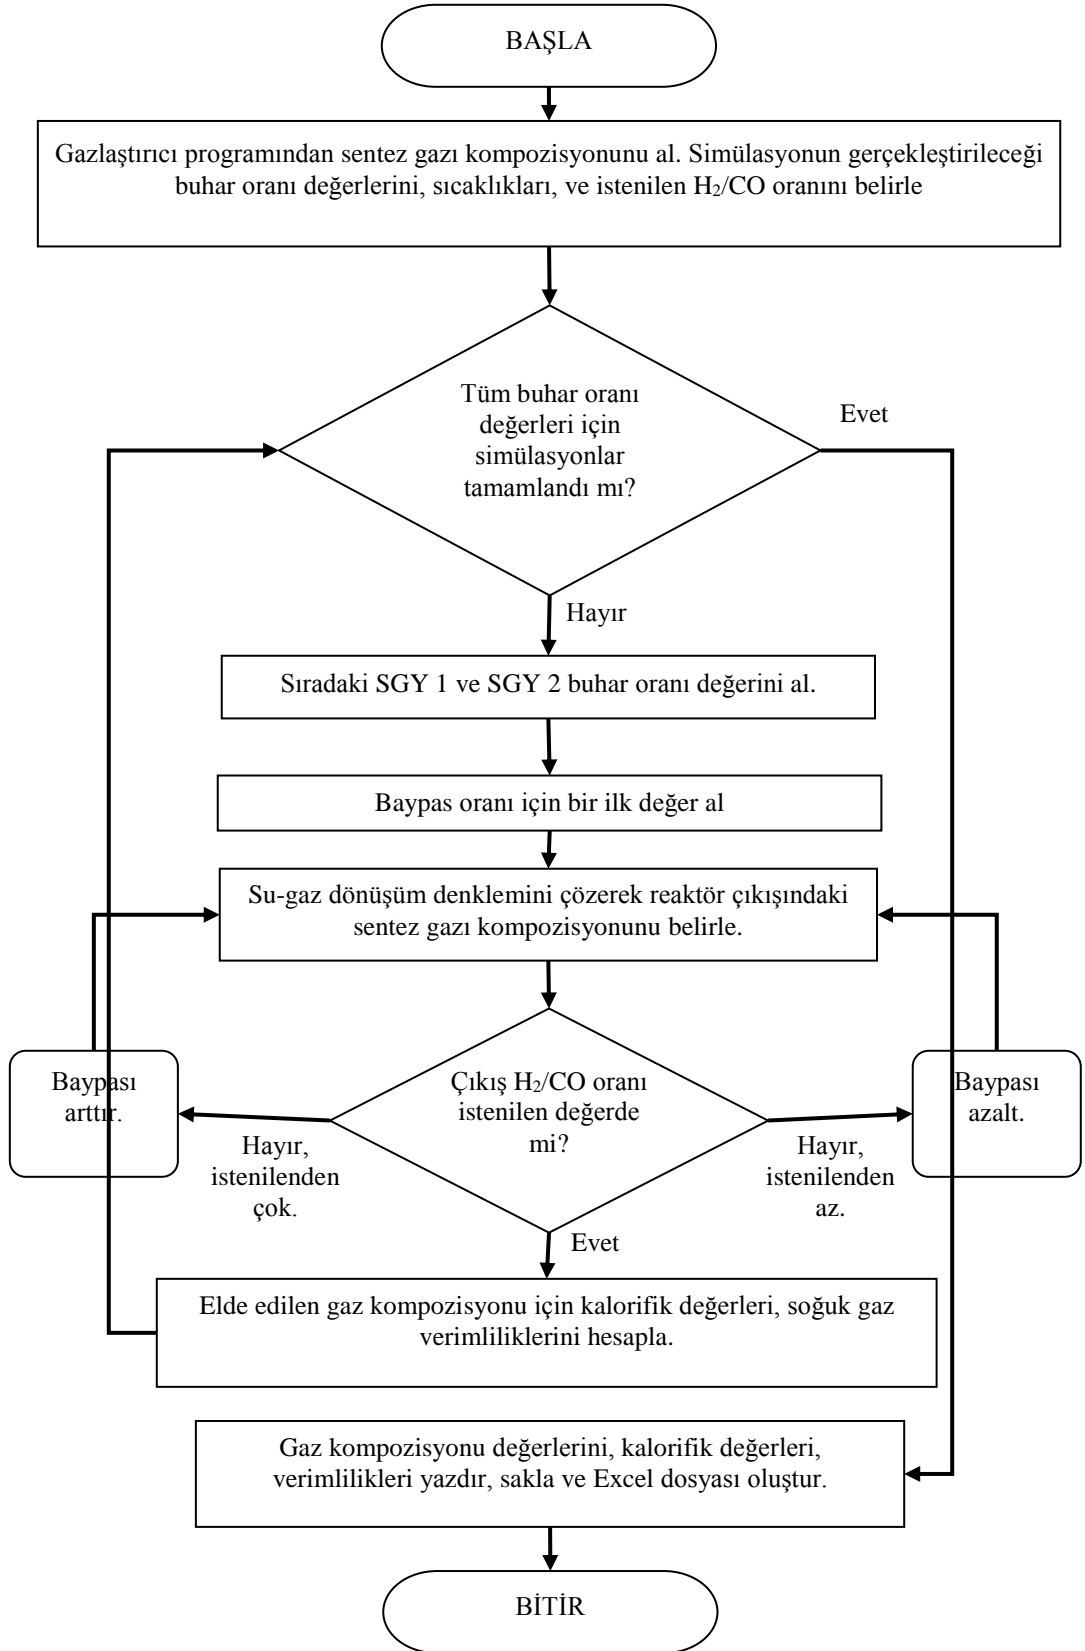 BAŞLA
Gazlaştırıcı programından sentez gazı kompozisyonunu al. Simülasyonun gerçekleştirileceği
buhar oranı değerlerini, sıcaklıkları, ve istenilen H₂/CO oranını belirle
Tüm buhar oranı
değerleri için
simülasyonlar
tamamlandı mı?
Evet
Hayır
Sıradaki SGY 1 ve SGY 2 buhar oranı değerini al.
Baypas oranı için bir ilk değer al
Su-gaz dönüşüm denklemini çözerek reaktör çıkışındaki
sentez gazı kompozisyonunu belirle.
Baypası
arttır.
Çıkış H₂/CO oranı
istenilen değerde
mi?
Baypası
azalt.
Hayır,
istenilenden
çok.
Hayır,
istenilenden
az.
Evet
Elde edilen gaz kompozisyonu için kalorifik değerleri, soğuk gaz
verimliliklerini hesapla.
Gaz kompozisyonu değerlerini, kalorifik değerleri,
verimlilikleri yazdır, sakla ve Excel dosyası oluştur.
BİTİR